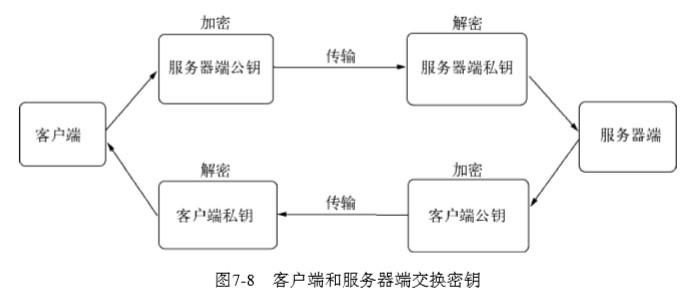 加密
解密
服务器端公钥
传输
服务器端私钥
客户端
服务器端
解密
加密
客户端私钥
传输
客户端公钥
图7-8 客户端和服务器端交换密钥